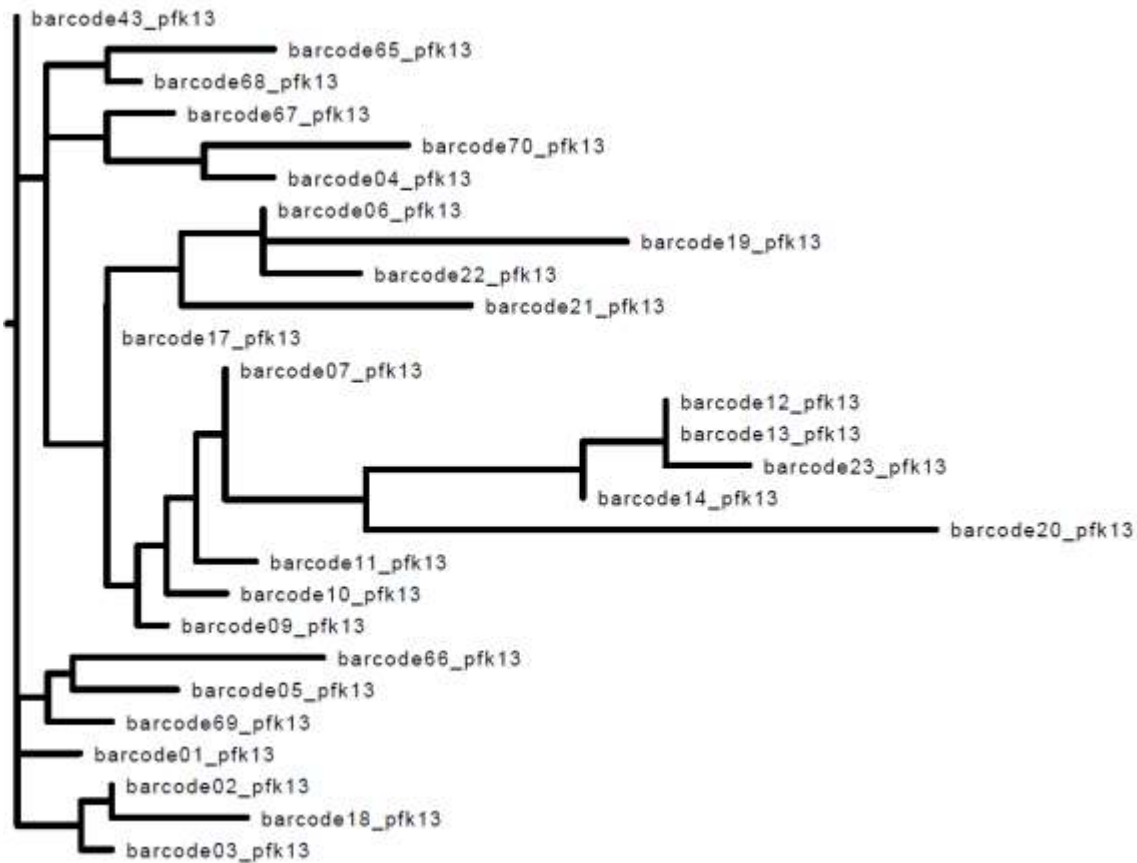 barcode43_pfk13
barcode65_pfk13
barcode68_pfk13
barcode67_pfk13
barcode70_pfk13
barcode04_pfk13
barcode06_pfk13
barcode19_pfk13
barcode22_pfk13
barcode21_pfk13
barcode17_pfk13
barcode07_pfk13
barcode12_pfk13
barcode13_pfk13
barcode23_pfk13
barcode14_pfk13
barcode20_pfk13
barcode11_pfk13
barcode10_pfk13
barcode09_pfk13
barcode66_pfk13
barcode05_pfk13
barcode69_pfk13
barcode01_pfk13
barcode02_pfk13
barcode18_pfk13
barcode03_pfk13